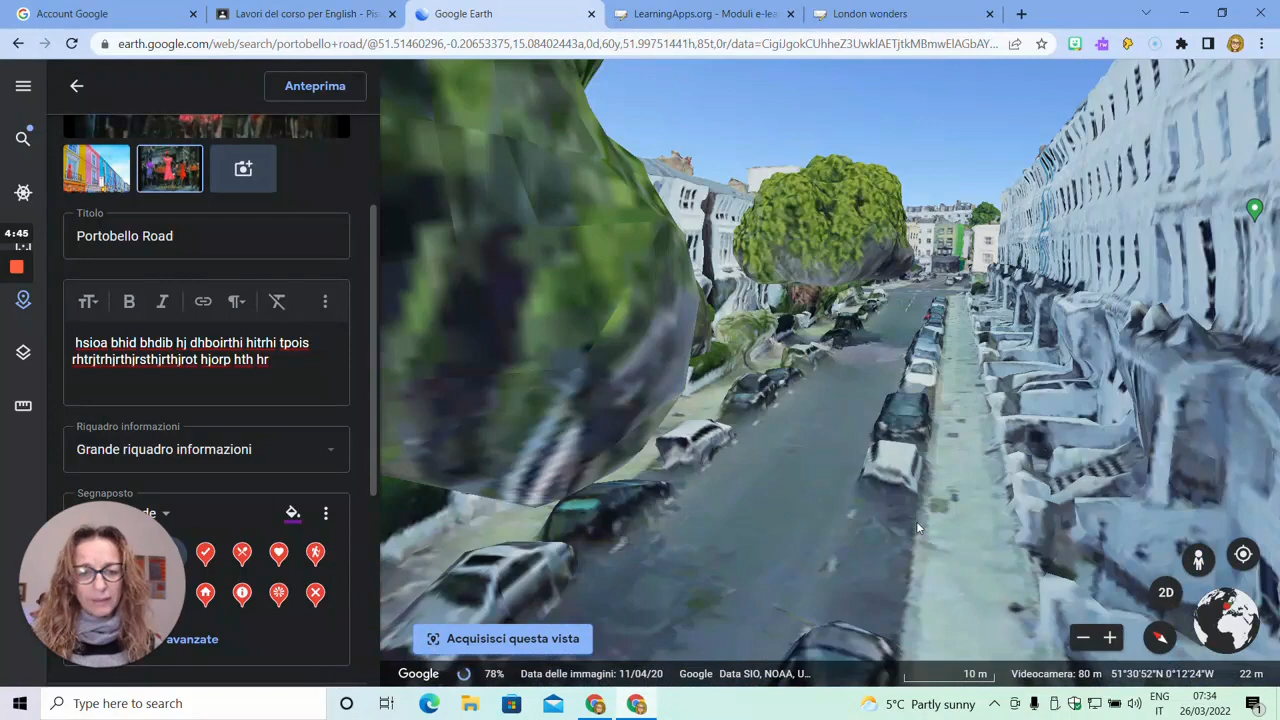 Account Google
Lavori del corso per English - Pis
Google Earth
LearningApps.org - Moduli e-lea
London wonders
earth.google.com/web/search/portobello+road/@51.51460296,-0.20653375,15.08402443a,0d,60y,51.99751441h,85t,0r/data=CigiJgokCUhheZ3UwklAETjtkMBmwElAGbAY...
Anteprima
4:45
Titolo
Portobello Road
hsioa bhid bhdib hj dhboirthi hitrhi tpois
rhtrjtrhjrthjrsthjrthjrot hjorp hth hr
Riquadro informazioni
Grande riquadro informazioni
Segnaposto
de
avanzate
2D
Acquisisci questa vista
Google
78%
Data delle immagini: 11/04/20
Google
Data SIO, NOAA, U...
10 m
Videocamera: 80 m
51°30'52"N 0°12'24"W
22 m
Type here to search
5°C Partly sunny
ENG
IT
07:34
26/03/2022
1